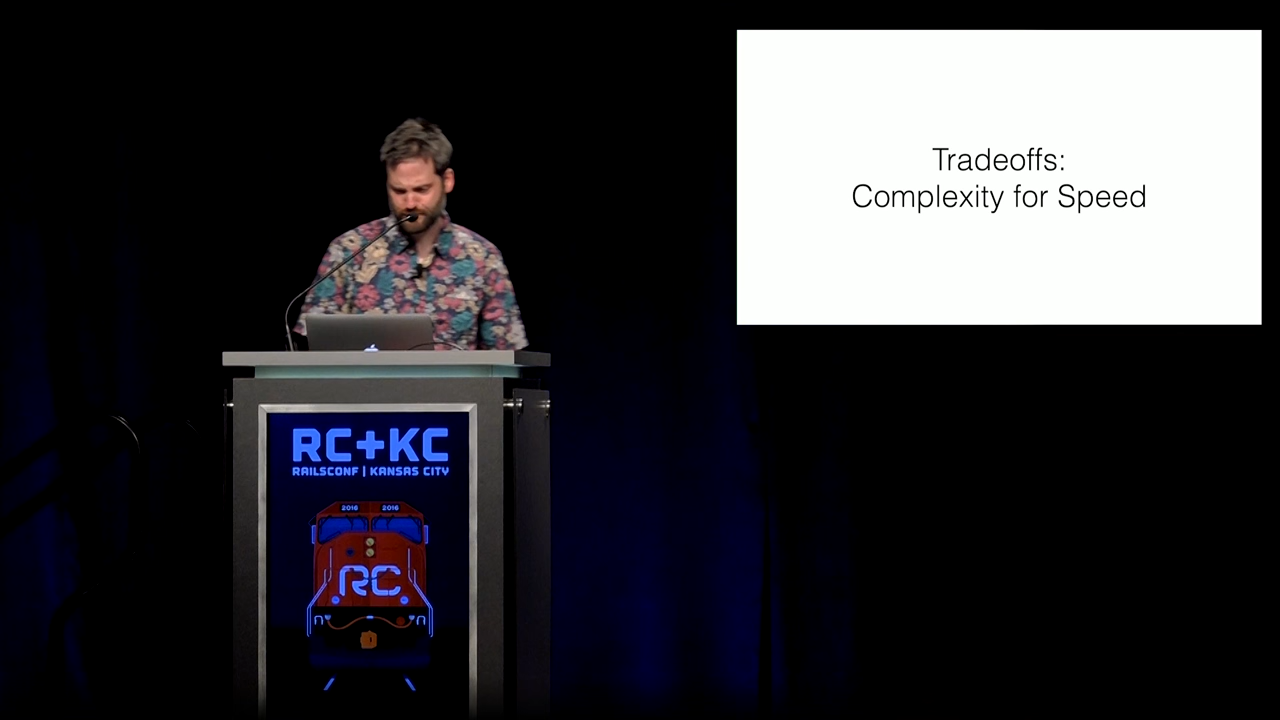 Tradeoffs:
Complexity for Speed
RC+KC
RAILSCONF | KANSAS CITY
2016 2016
RC